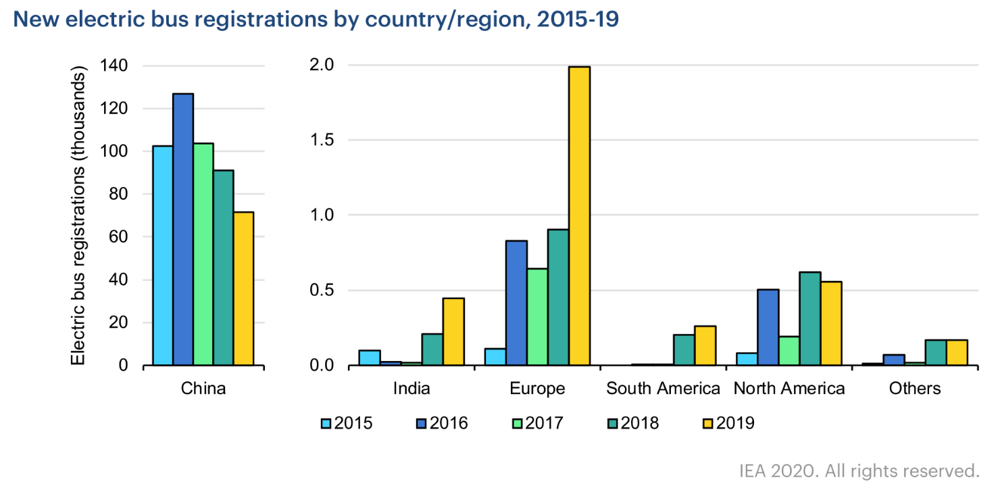 New electric bus registrations by country/region, 2015-19
Electric bus registrations (thousands)
140
120
100
80
60
40
20
0
China
2.0
1.5
1.0
0.5
0.0
India Europe South America North America Others
2015 2016 2017 2018 2019
IEA 2020. All rights reserved.